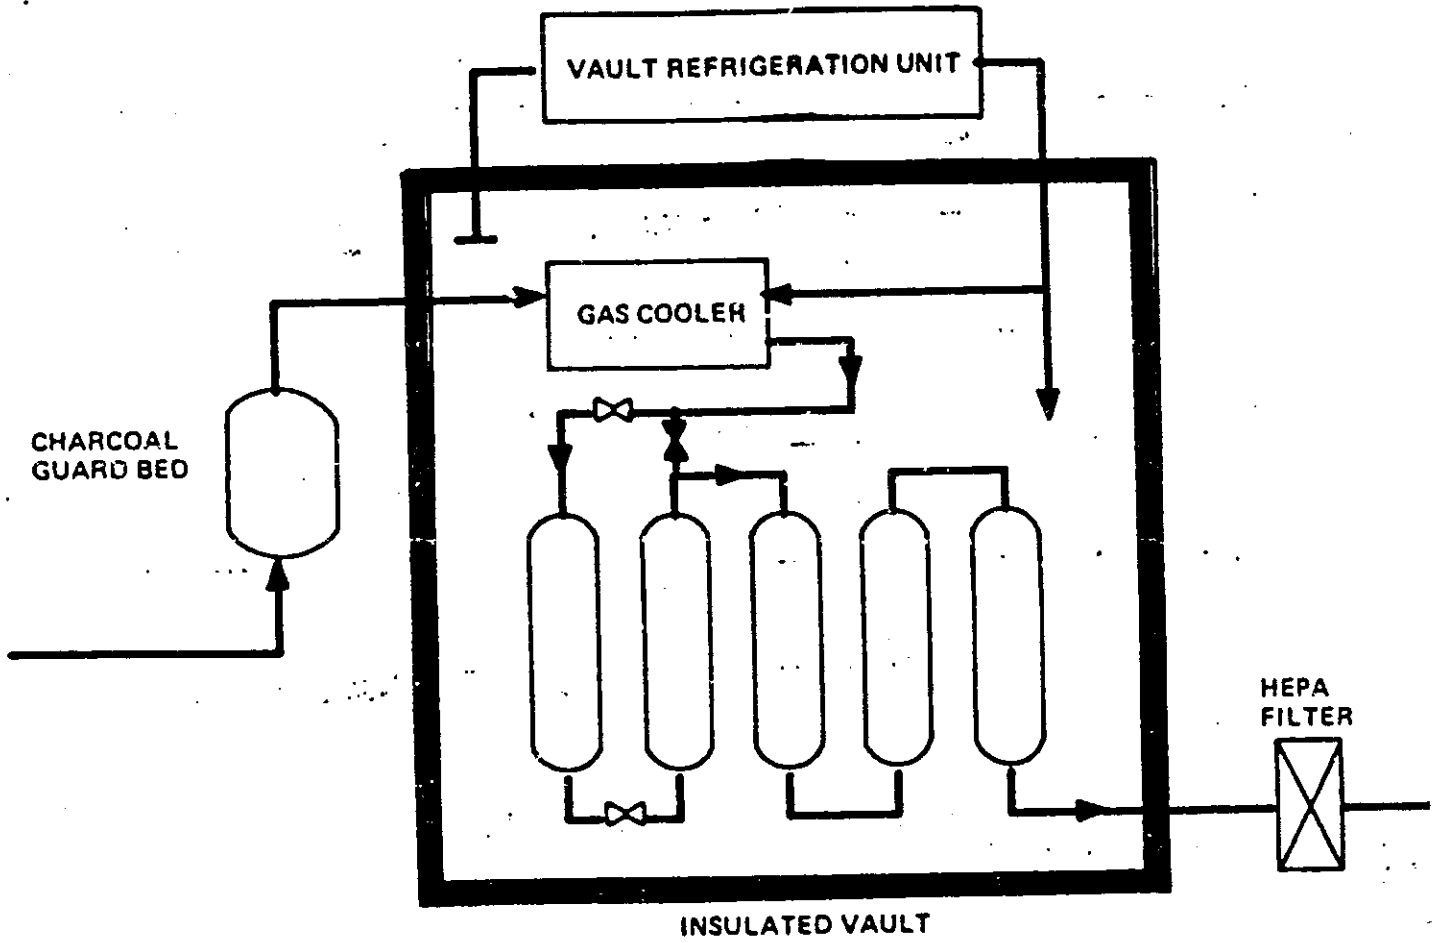 VAULT REFRIGERATION UNIT
GAS COOLER
CHARCOAL
GUARD BED
HEPA
FILTER
INSULATED VAULT